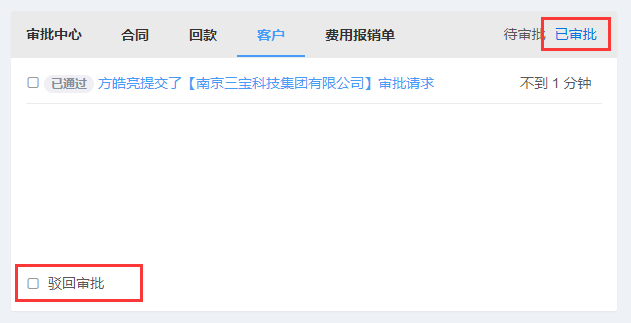 审批中心 合同 回款 客户 费用报销单 待审批 已审批
已通过 方皓亮提交了【南京三宝科技集团有限公司】审批请求 不到 1 分钟
驳回审批